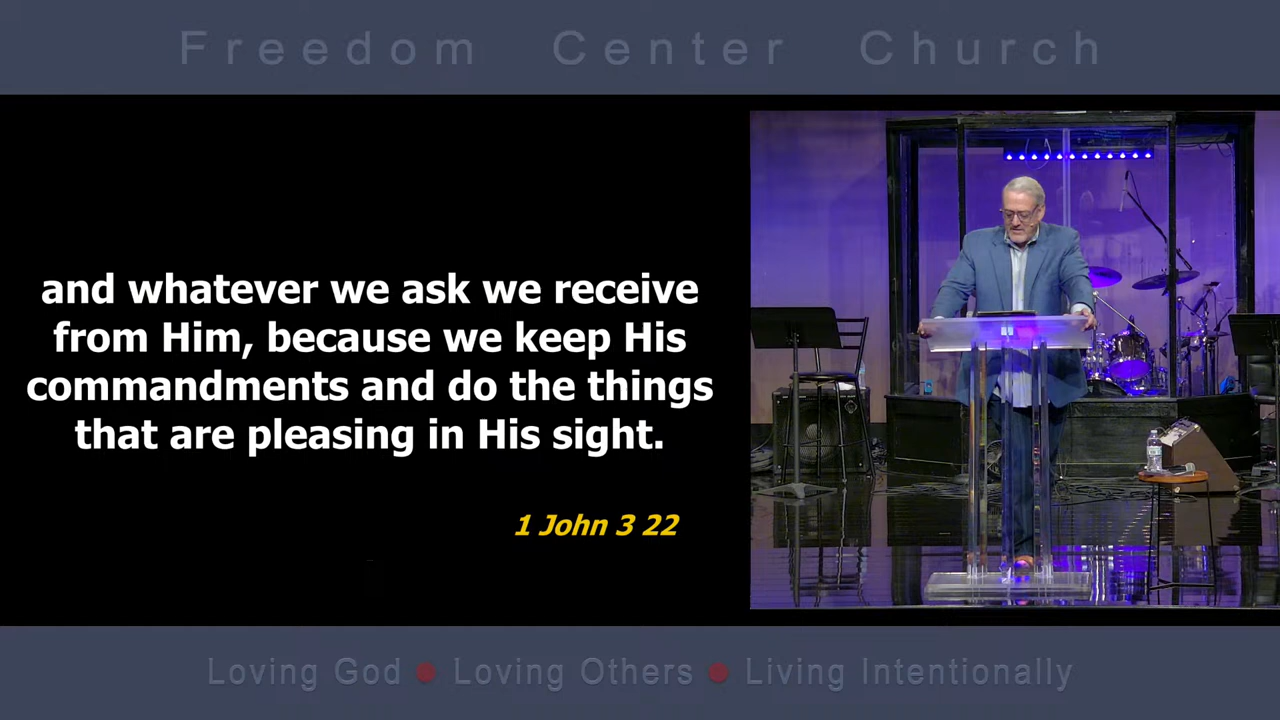 Freedom Center Church
and whatever we ask we receive
from Him, because we keep His
commandments and do the things
that are pleasing in His sight.
1 John 3 22
Loving God ● Loving Others ● Living Intentionally